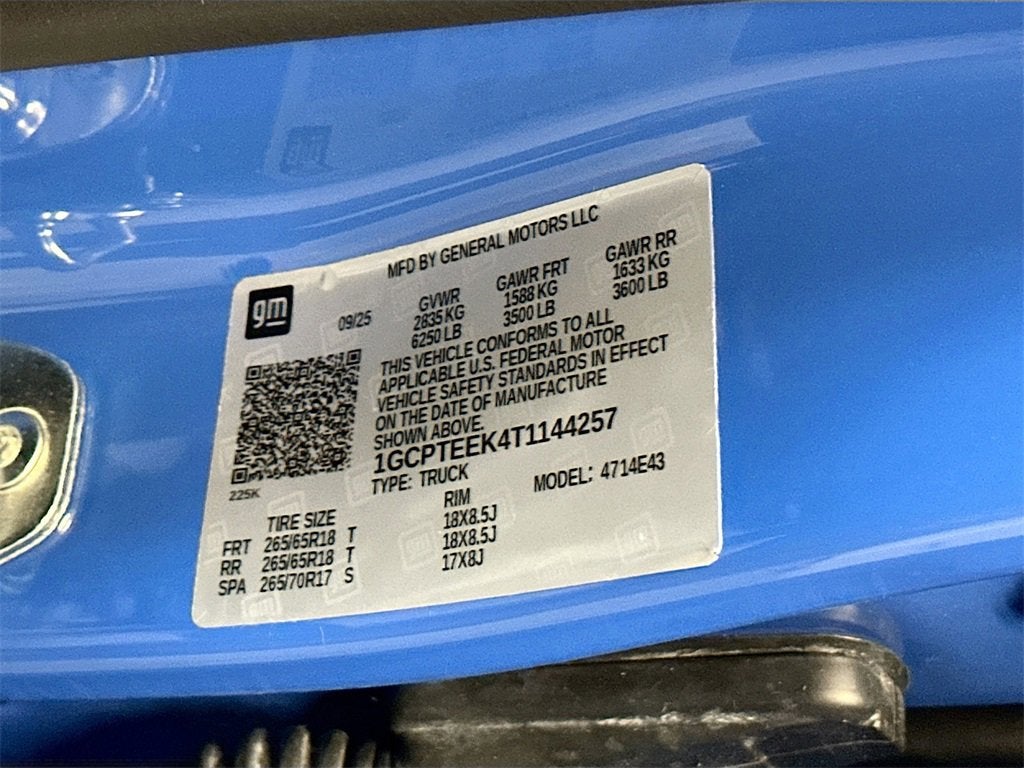 MFD BY GENERAL MOTORS LLC
gm
09/25
GVWR GAWR FRT GAWR RR
2835 KG 1588 KG 1633 KG
6250 LB 3500 LB 3600 LB
THIS VEHICLE CONFORMS TO ALL
APPLICABLE U.S. FEDERAL MOTOR
VEHICLE SAFETY STANDARDS IN EFFECT
ON THE DATE OF MANUFACTURE
SHOWN ABOVE.
1GCPTEEK4T1144257
225K
TYPE: TRUCK MODEL: 4714E43
TIRE SIZE RIM
FRT 265/65R18 T 18X8.5J
RR 265/65R18 T 18X8.5J
SPA 265/70R17 S 17X8J